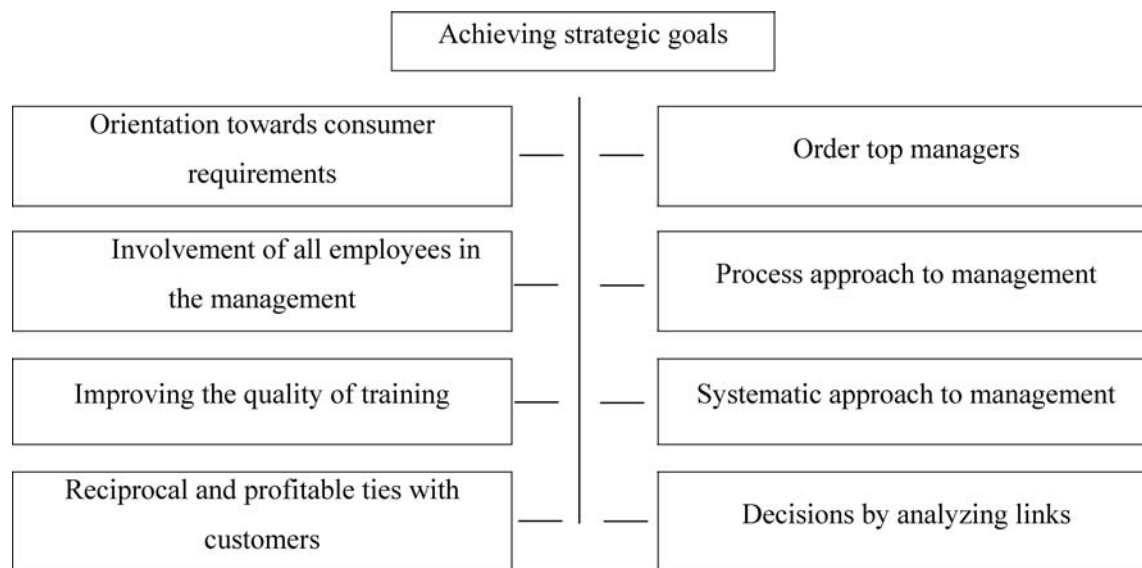 Achieving strategic goals
Orientation towards consumer
requirements
Order top managers
Involvement of all employees in
the management
Process approach to management
Improving the quality of training
Systematic approach to management
Reciprocal and profitable ties with
customers
Decisions by analyzing links